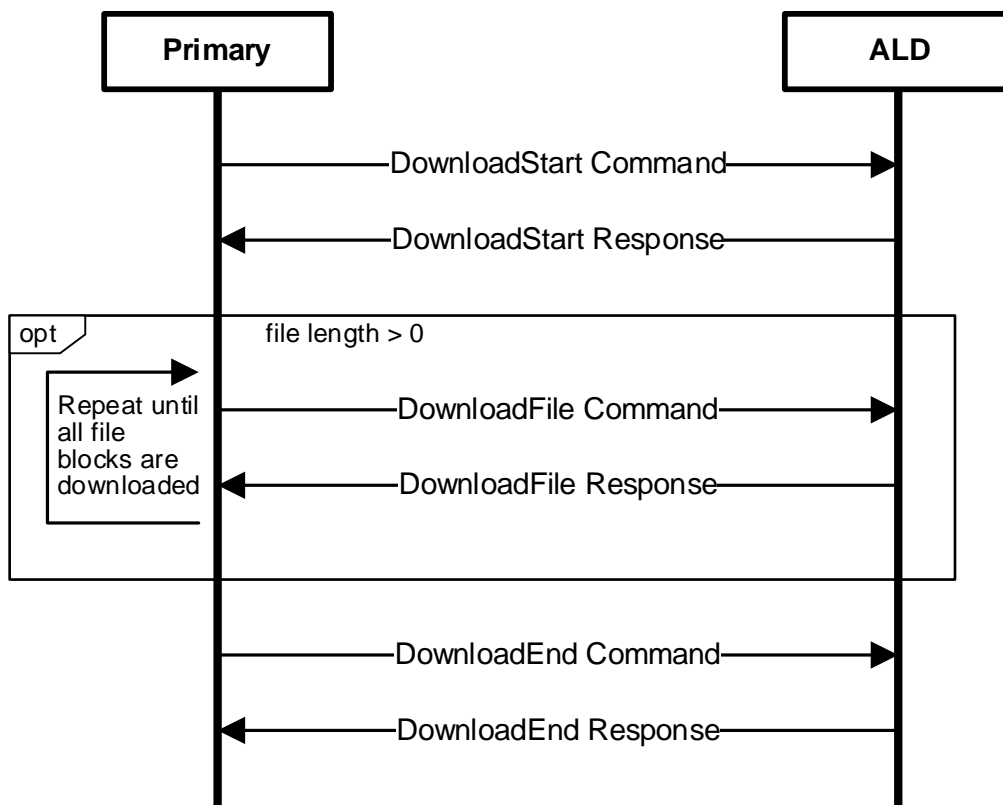 Primary
ALD
DownloadStart Command
DownloadStart Response
opt
file length > 0
Repeat until
all file
blocks are
downloaded
DownloadFile Command
DownloadFile Response
DownloadEnd Command
DownloadEnd Response